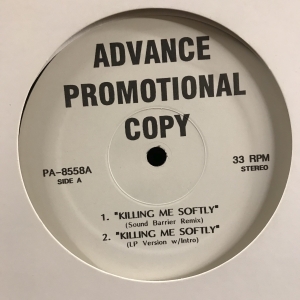 ADVANCE
PROMOTIONAL
COPY
PA-8558A
SIDE A
33 RPM
STEREO
1. "KILLING ME SOFTLY"
(Sound Barrier Remix)
2. "KILLING ME SOFTLY"
(LP Version w/Intro)